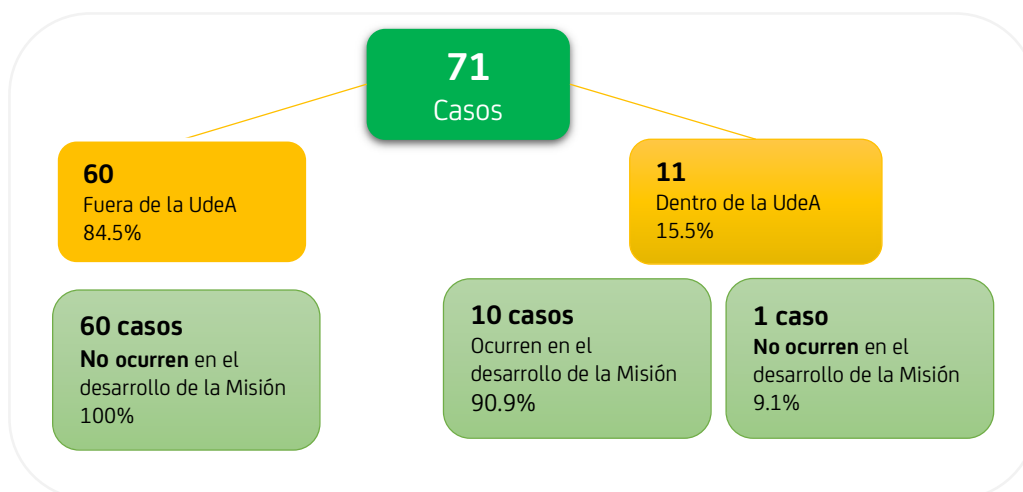 71
Casos
60
Fuera de la UdeA
84.5%
11
Dentro de la UdeA
15.5%
60 casos
No ocurren en el
desarrollo de la Misión
100%
10 casos
Ocurren en el
desarrollo de la Misión
90.9%
1 caso
No ocurren en el
desarrollo de la Misión
9.1%